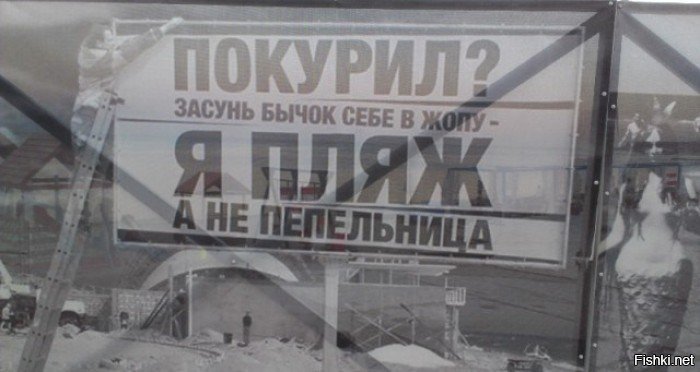 ПОКУРИЛ?
ЗАСУНЬ БЫЧОК СЕБЕ В ЖОПУ-
Я ПЛЯЖ
А НЕ ПЕПЕЛЬНИЦА
Fishki.net